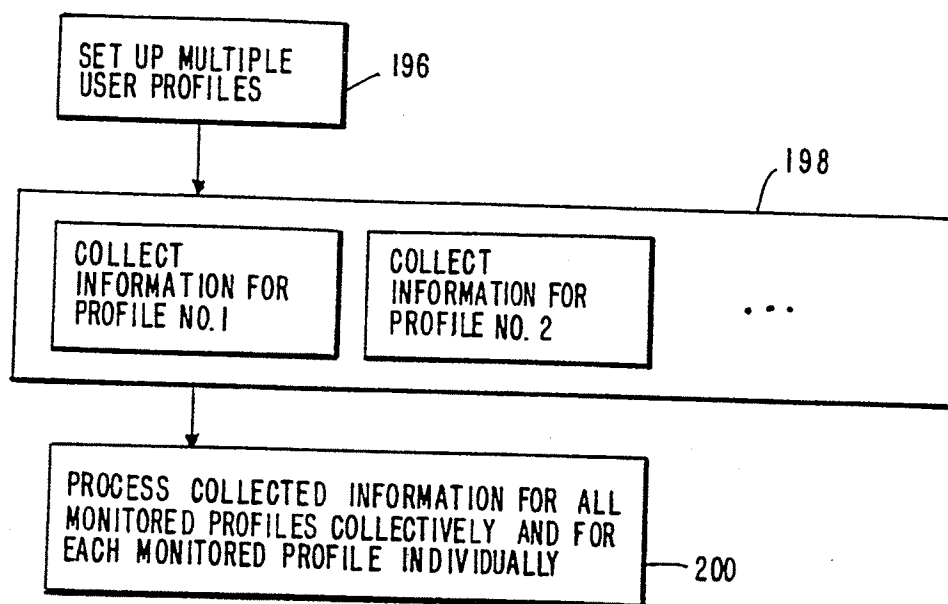 SET UP MULTIPLE
USER PROFILES
196
198
COLLECT
INFORMATION FOR
PROFILE NO. 1
COLLECT
INFORMATION FOR
PROFILE NO. 2
...
PROCESS COLLECTED INFORMATION FOR ALL
MONITORED PROFILES COLLECTIVELY AND FOR
EACH MONITORED PROFILE INDIVIDUALLY
200